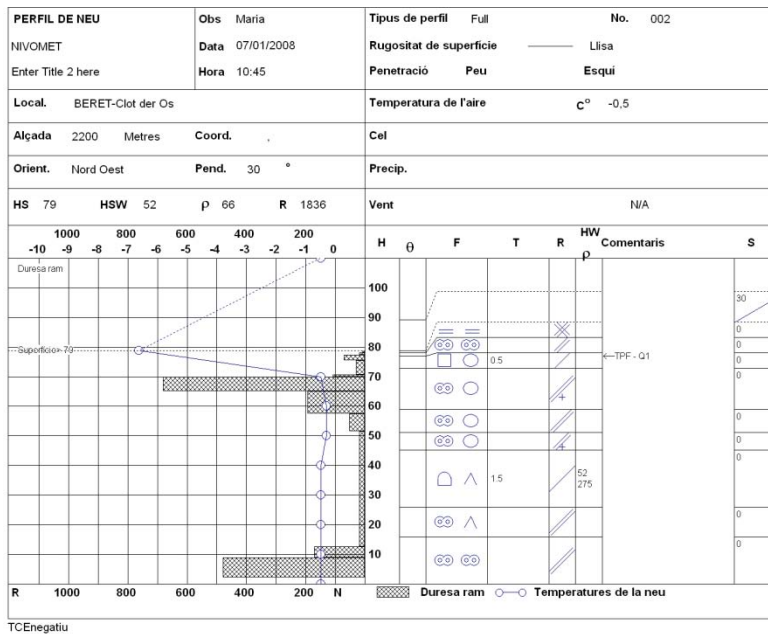 PERFIL DE NEU
NIVOMET
Enter Title 2 here
Obs Maria
Data 07/01/2008
Hora 10:45
Tipus de perfil Full No. 002
Rugositat de superfície Llisa
Penetració Peu Esquí
Local. BERET-Clot der Os
Temperatura de l'aire C° -0,5
Alçada 2200 Metres Coord. ,
Cel
Orient. Nord Oest Pend. 30 °
Precip.
HS 79 HSW 52 ρ 66 R 1836
Vent N/A
1000 800 600 400 200
-10 -9 -8 -7 -6 -5 -4 -3 -2 -1 0
H θ F T R HW ρ Comentaris S
Duresa ram
100
30
90
0
80
0
Superfície> 79
0.5
←TPF - Q1
0
70
0
60
+
0
50
0
+
0
40
1.5
52
275
30
20
0
10
0
R 1000 800 600 400 200 N
Duresa ram Temperatures de la neu
TCEnegatiu